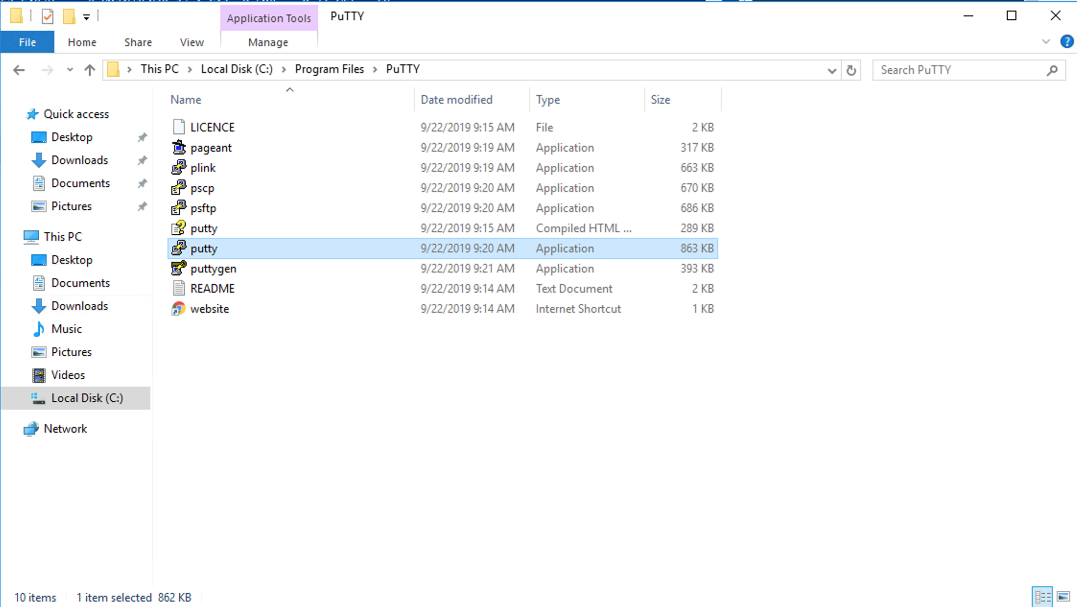 Application Tools PuTTY
File Home Share View Manage
This PC Local Disk (C:) Program Files PuTTY Search PuTTY
Quick access
Desktop
Downloads
Documents
Pictures
This PC
Desktop
Documents
Downloads
Music
Pictures
Videos
Local Disk (C:)
Network
Name Date modified Type Size
LICENCE 9/22/2019 9:15 AM File 2 KB
pageant 9/22/2019 9:19 AM Application 317 KB
plink 9/22/2019 9:19 AM Application 663 KB
pscp 9/22/2019 9:20 AM Application 670 KB
psftp 9/22/2019 9:20 AM Application 686 KB
putty 9/22/2019 9:15 AM Compiled HTML ... 289 KB
putty 9/22/2019 9:20 AM Application 863 KB
puttygen 9/22/2019 9:21 AM Application 393 KB
README 9/22/2019 9:14 AM Text Document 2 KB
website 9/22/2019 9:14 AM Internet Shortcut 1 KB
10 items 1 item selected 862 KB